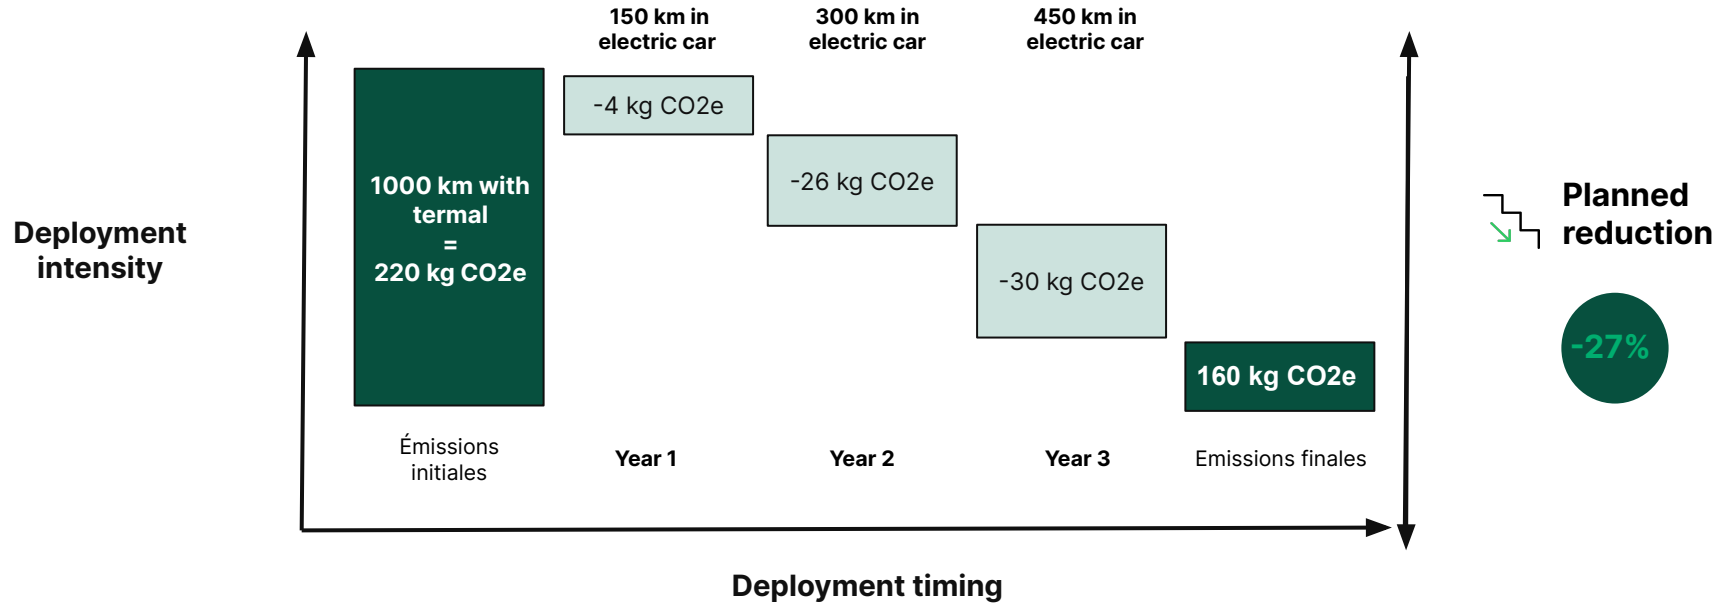 150 km in
electric car
300 km in
electric car
450 km in
electric car
Deployment
intensity
1000 km with
termal
=
220 kg CO2e
-4 kg CO2e
-26 kg CO2e
-30 kg CO2e
160 kg CO2e
Émissions
initiales
Year 1
Year 2
Year 3
Emissions finales
Deployment timing
Planned
reduction
-27%